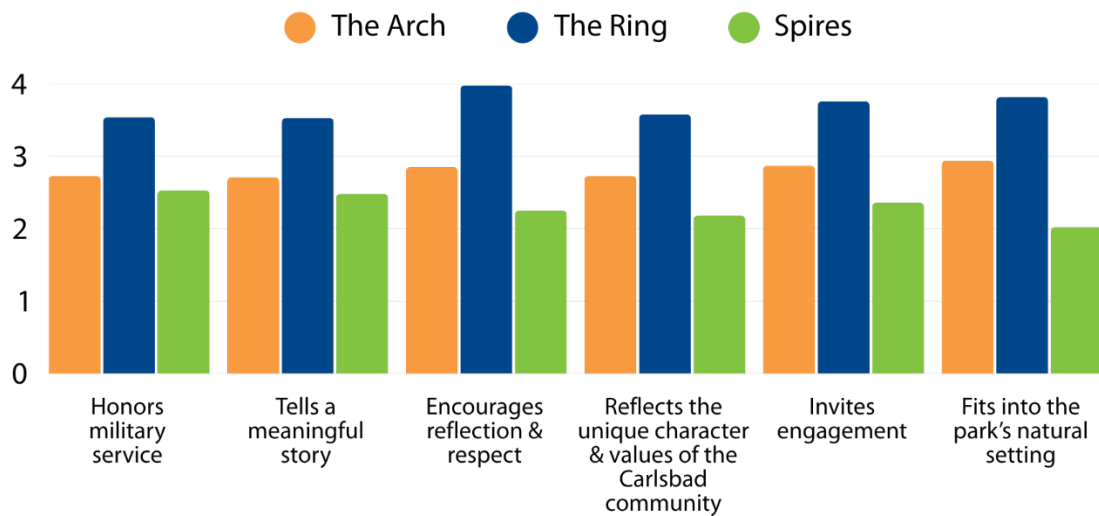 The Arch The Ring Spires
4
3
2
1
0
Honors
military
service
Tells a
meaningful
story
Encourages
reflection &
respect
Reflects the
unique character
& values of the
Carlsbad
community
Invites
engagement
Fits into the
park’s natural
setting